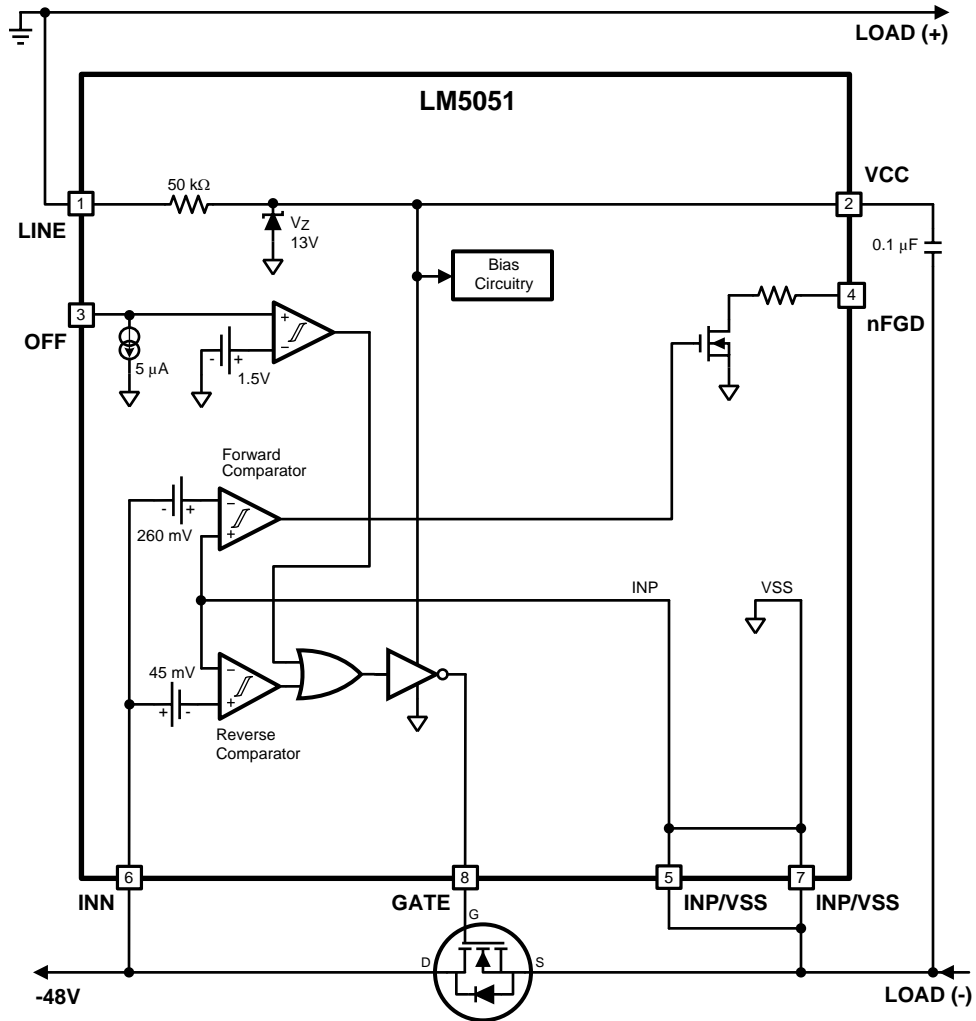 LOAD (+)
LM5051
50 kΩ
VCC
1
2
LINE
VZ
13V
0.1 μF
Bias
Circuitry
3
4
OFF
nFGD
+
−
5 μA
- +
1.5V
Forward
Comparator
- +
−
+
260 mV
INP
VSS
45 mV
−
+
+ -
Reverse
Comparator
6
8
5
7
INN
GATE
INP/VSS
INP/VSS
G
D
S
-48V
LOAD (-)